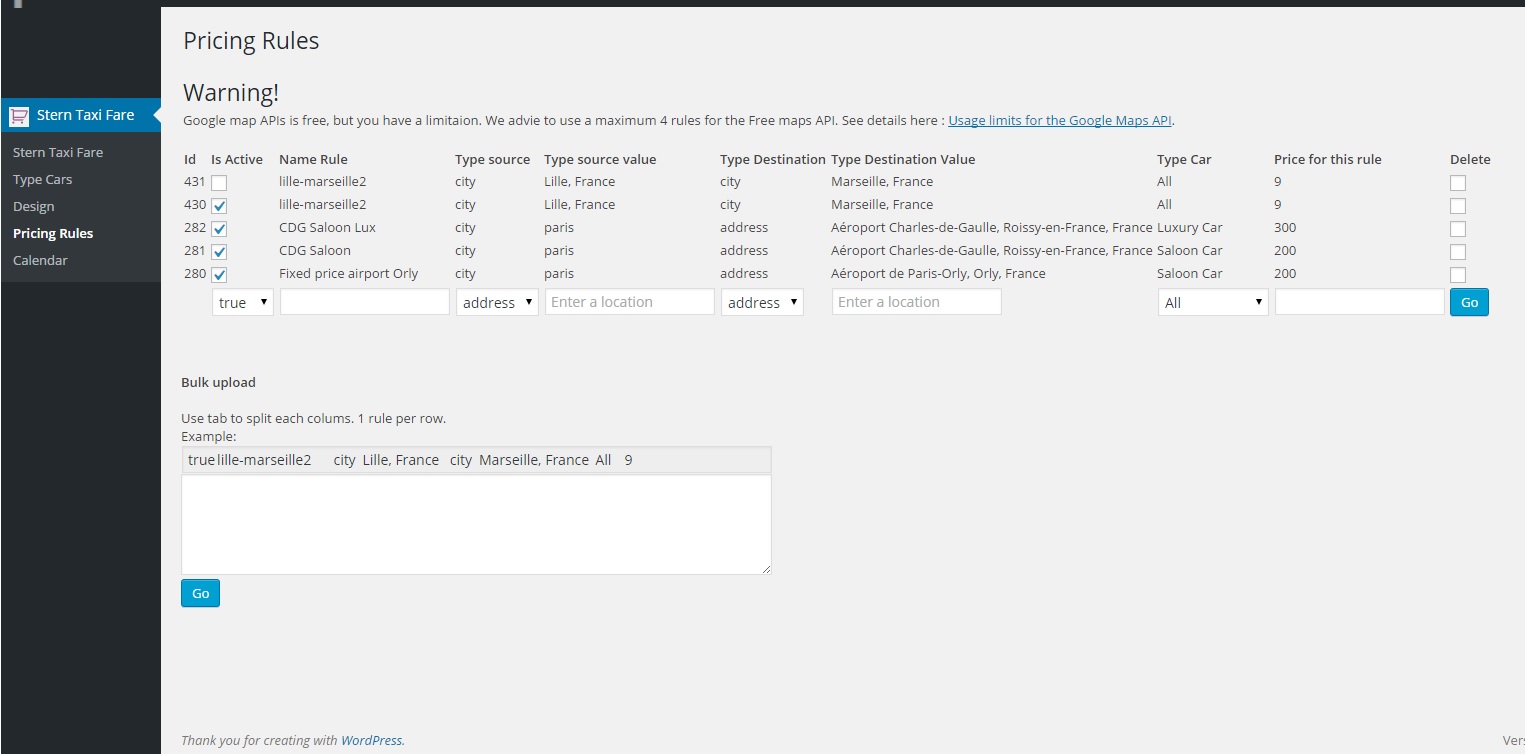 Pricing Rules
Warning!
Google map APIs is free, but you have a limitaion. We advie to use a maximum 4 rules for the Free maps API. See details here : Usage limits for the Google Maps API.
Stern Taxi Fare
Stern Taxi Fare
Type Cars
Design
Pricing Rules
Calendar
Id Is Active Name Rule Type source Type source value Type Destination Type Destination Value Type Car Price for this rule Delete
431 lille-marseille2 city Lille, France city Marseille, France All 9
430 lille-marseille2 city Lille, France city Marseille, France All 9
282 CDG Saloon Lux city paris address Aéroport Charles-de-Gaulle, Roissy-en-France, France Luxury Car 300
281 CDG Saloon city paris address Aéroport Charles-de-Gaulle, Roissy-en-France, France Saloon Car 200
280 Fixed price airport Orly city paris address Aéroport de Paris-Orly, Orly, France Saloon Car 200
true address Enter a location address Enter a location All Go
Bulk upload
Use tab to split each colums. 1 rule per row.
Example:
true lille-marseille2 city Lille, France city Marseille, France All 9
Go
Thank you for creating with WordPress.